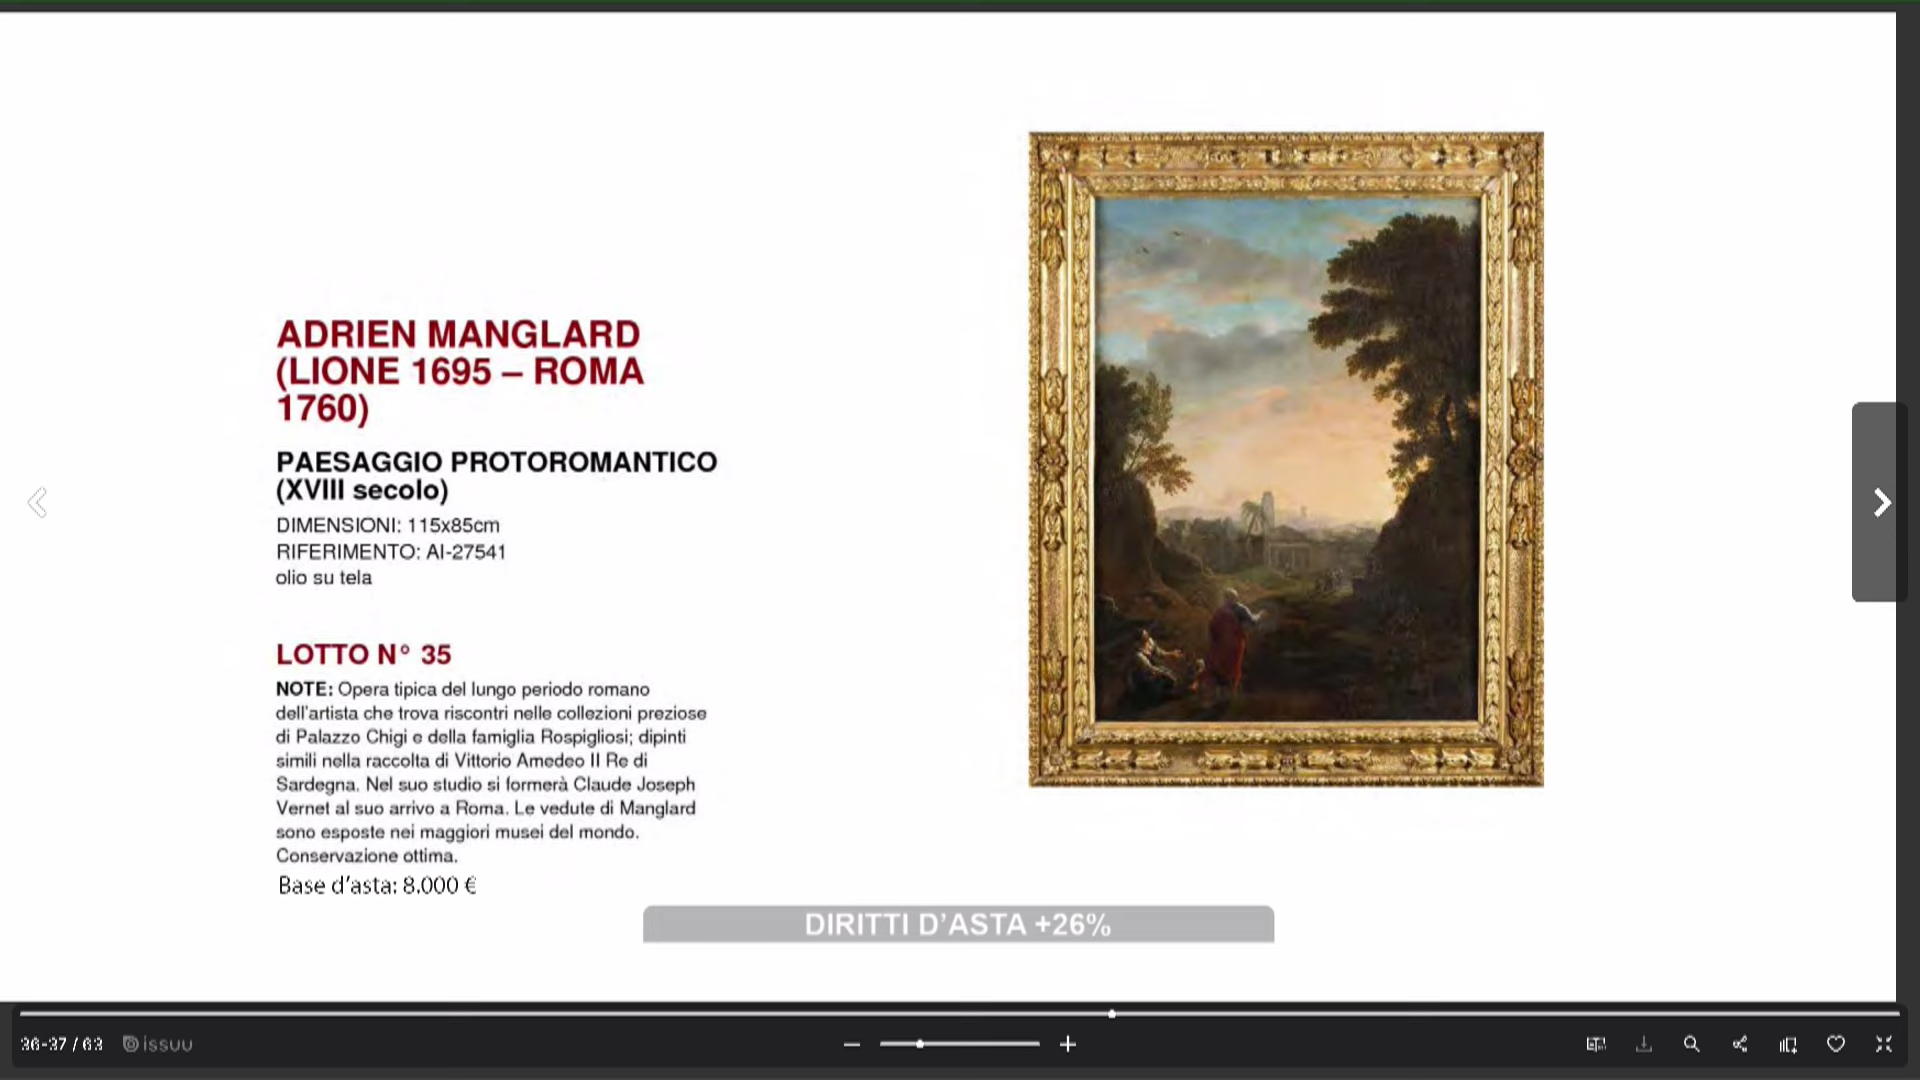 ADRIEN MANGLARD
(LIONE 1695 – ROMA
1760)
PAESAGGIO PROTOROMANTICO
(XVIII secolo)
DIMENSIONI: 115x85cm
RIFERIMENTO: AI-27541
olio su tela
LOTTO N° 35
NOTE: Opera tipica del lungo periodo romano
dell'artista che trova riscontri nelle collezioni preziose
di Palazzo Chigi e della famiglia Rospigliosi; dipinti
simili nella raccolta di Vittorio Amedeo II Re di
Sardegna. Nel suo studio si formerà Claude Joseph
Vernet al suo arrivo a Roma. Le vedute di Manglard
sono esposte nei maggiori musei del mondo.
Conservazione ottima.
Base d'asta: 8.000 €
DIRITTI D'ASTA +26%
36-37 / 63
issuu